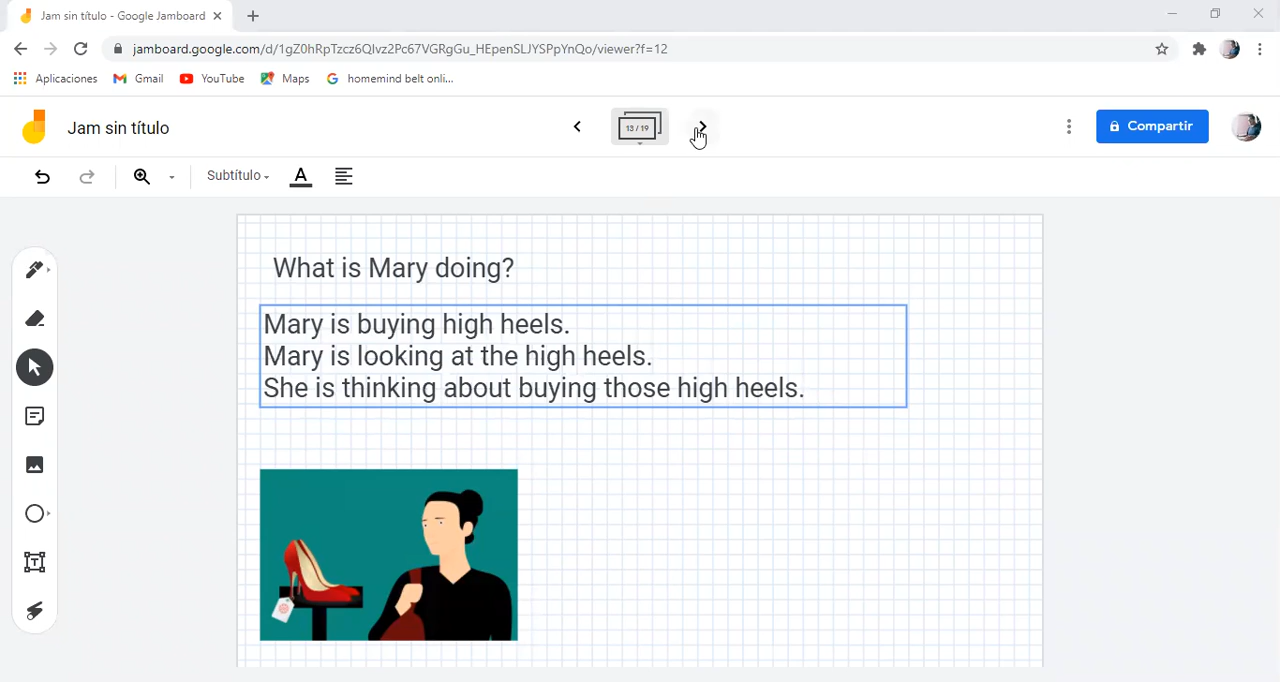 Jam sin título - Google Jamboard
jamboard.google.com/d/1gZ0hRpTzcz6Qlvz2Pc67VGRgGu_HEpenSLJYSPpYnQo/viewer?f=12
Aplicaciones Gmail YouTube Maps homemind belt onli...
Jam sin título
13 / 19
Compartir
Subtítulo
A
What is Mary doing?
Mary is buying high heels.
Mary is looking at the high heels.
She is thinking about buying those high heels.